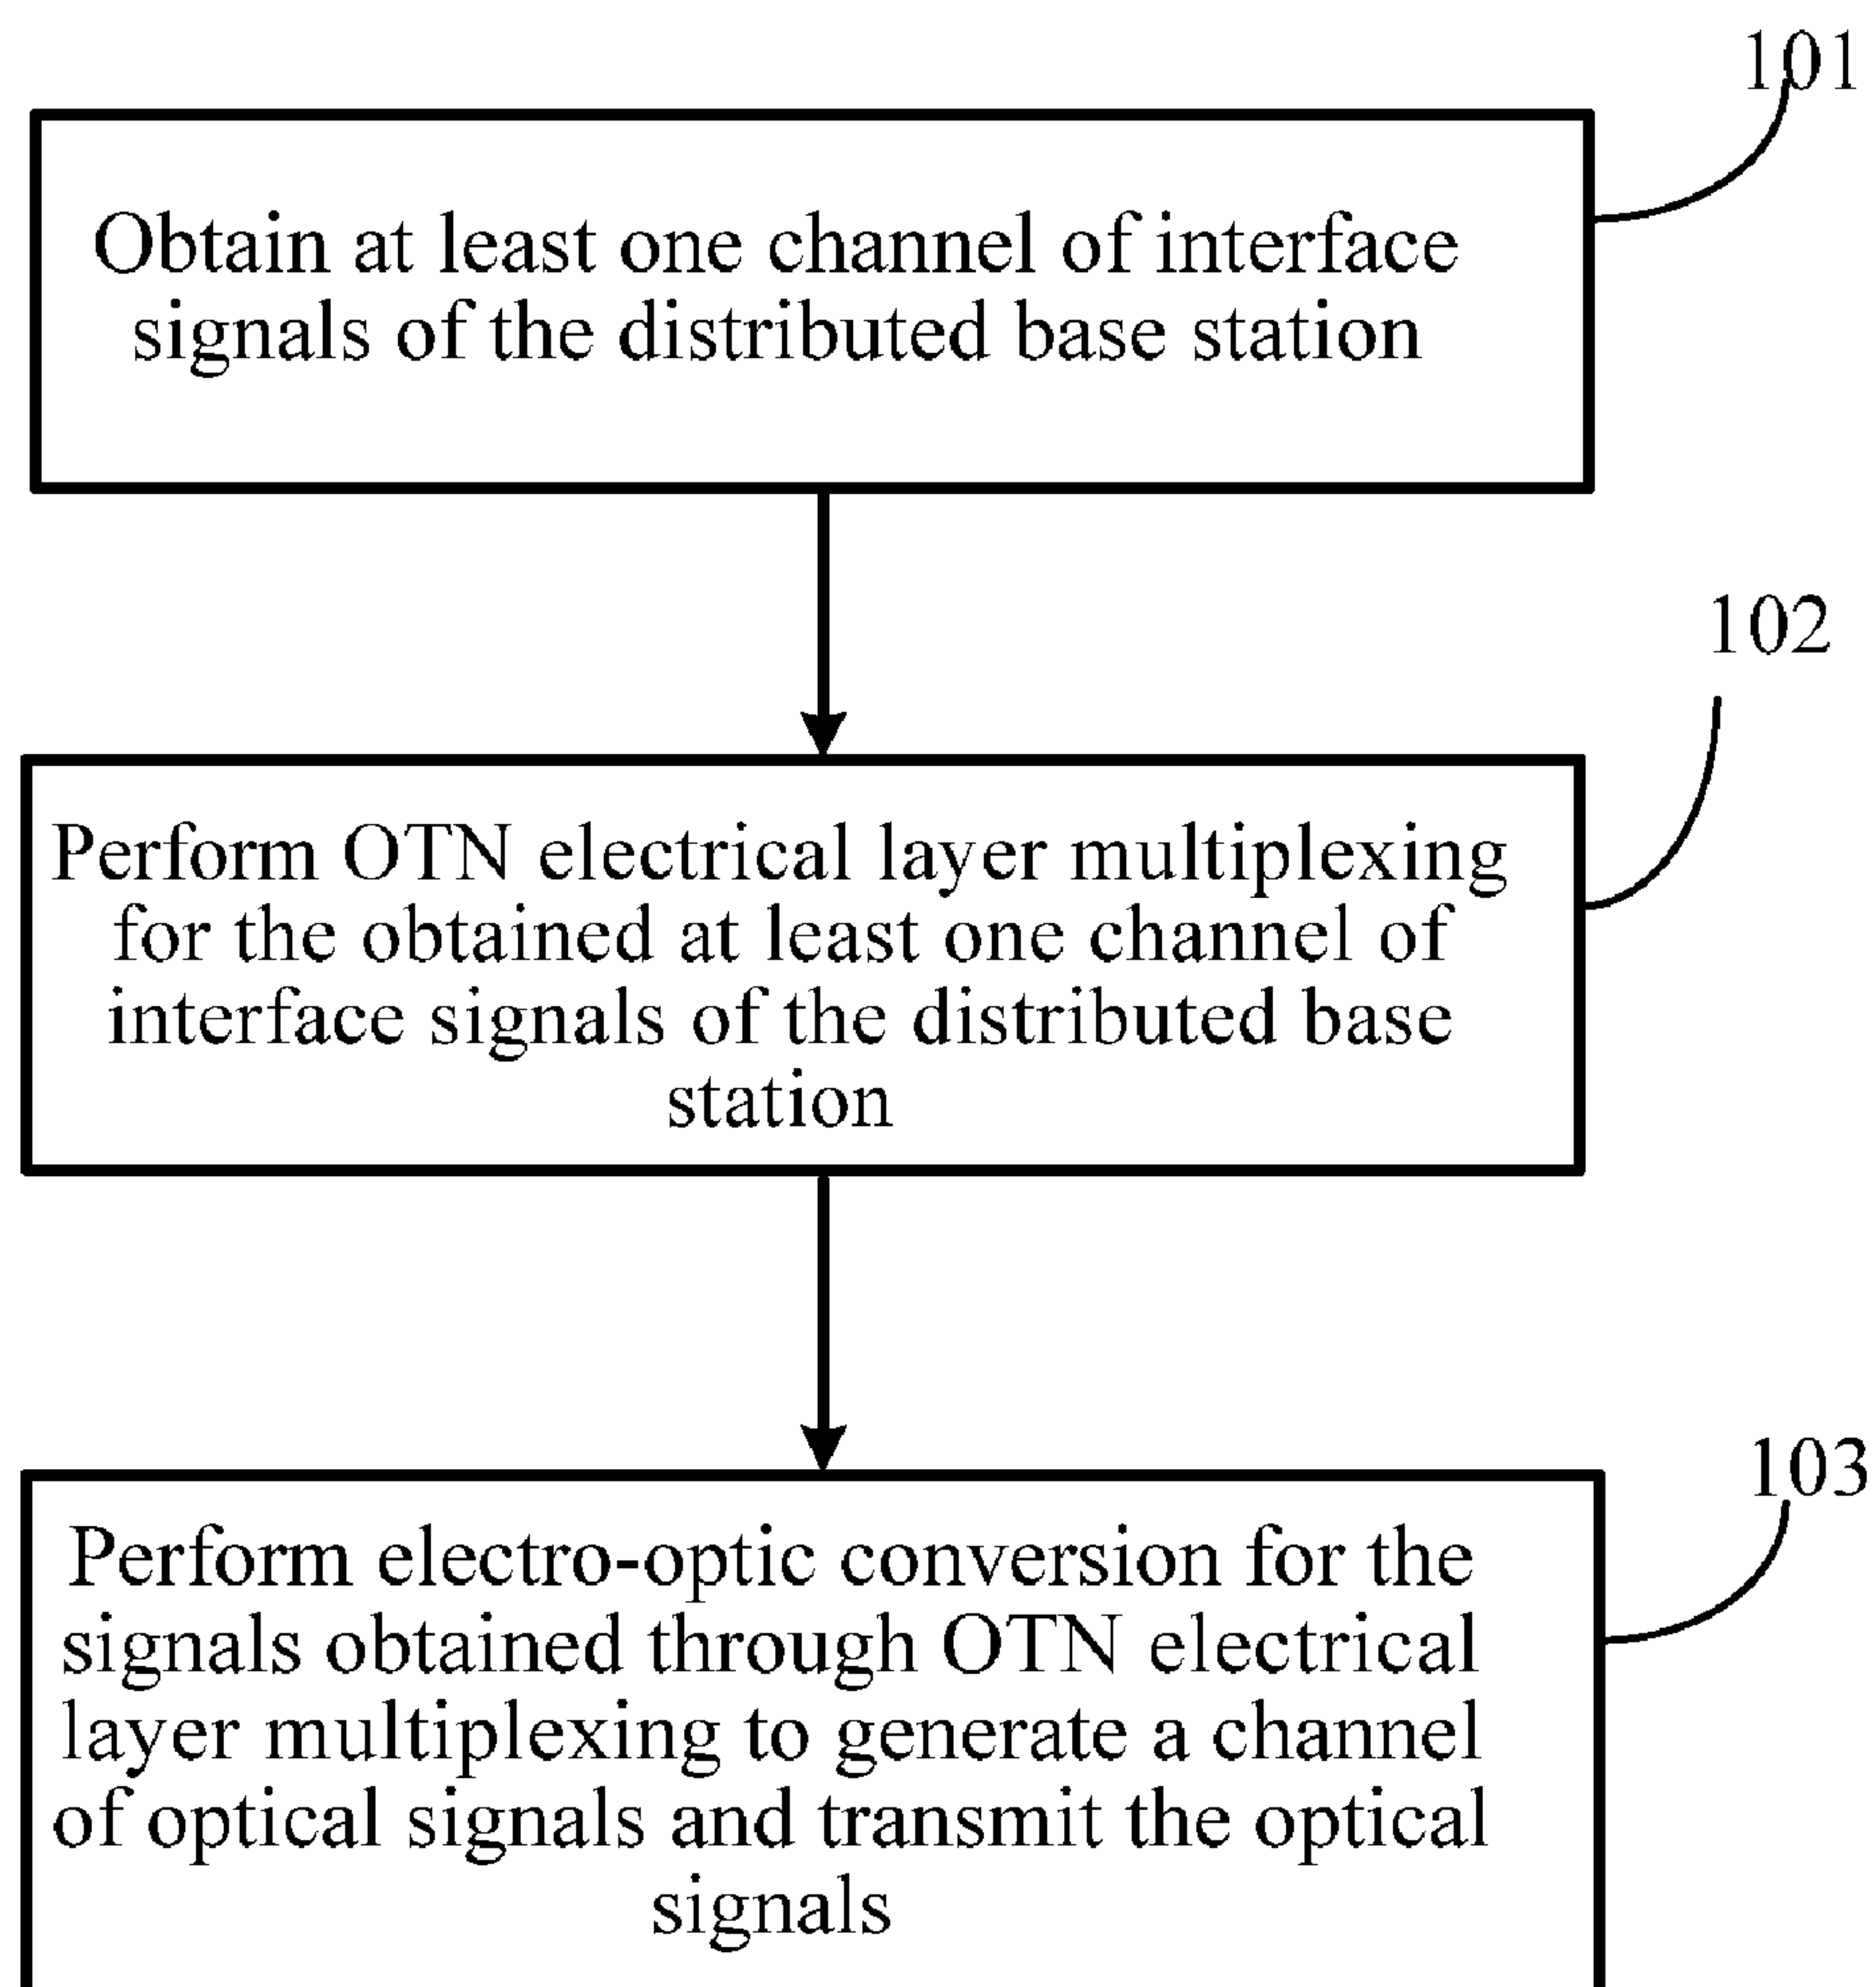 101
Obtain at least one channel of interface
signals of the distributed base station
102
Perform OTN electrical layer multiplexing
for the obtained at least one channel of
interface signals of the distributed base
station
103
Perform electro-optic conversion for the
signals obtained through OTN electrical
layer multiplexing to generate a channel
of optical signals and transmit the optical
signals